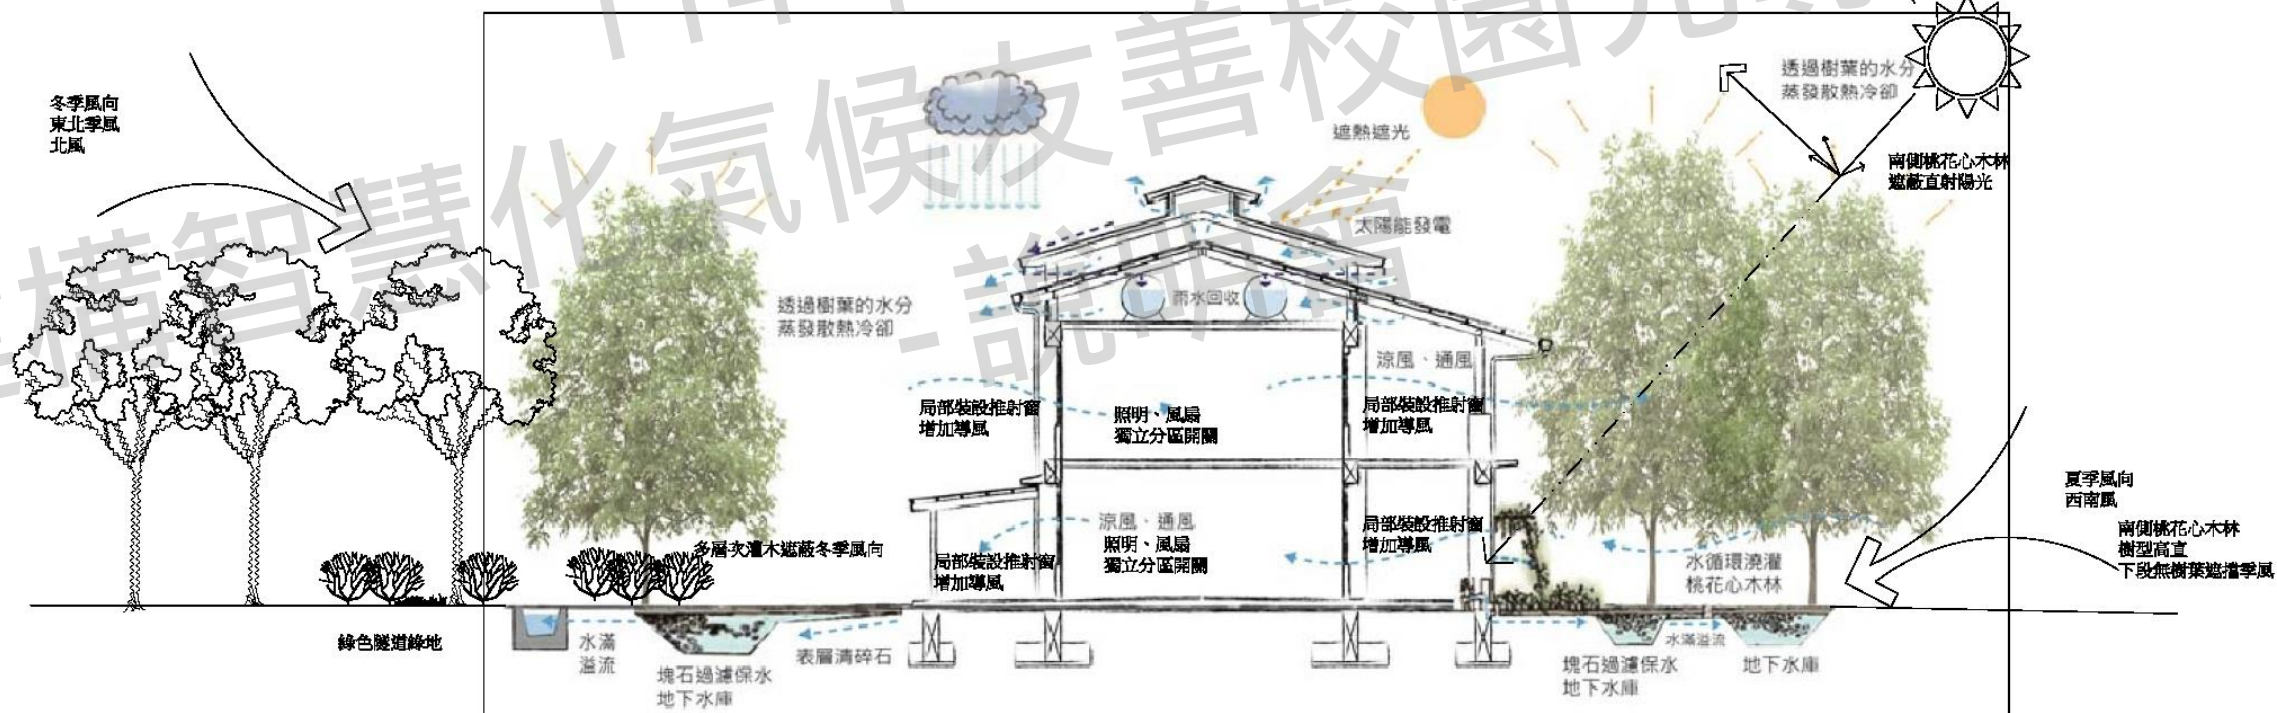 建構智慧化氣候友善校園先
-說明會
冬季風向
東北季風
北風
透過樹葉的水分
蒸發散熱冷卻
遮熱遮光
南側桃花心木林
遮蔽直射陽光
太陽能發電
透過樹葉的水分
蒸發散熱冷卻
雨水回收
涼風、通風
局部裝設推射窗
增加導風
照明、風扇
獨立分區開關
局部裝設推射窗
增加導風
夏季風向
西南風
南側桃花心木林
樹型高直
下段無樹葉遮擋季風
多層次灌木遮蔽冬季風向
涼風、通風
照明、風扇
獨立分區開關
局部裝設推射窗
增加導風
局部裝設推射窗
增加導風
水循環澆灌
桃花心木林
綠色隧道綠地
水滿
溢流
塊石過濾保水
地下水庫
表層清碎石
水滿溢流
塊石過濾保水
地下水庫
地下水庫